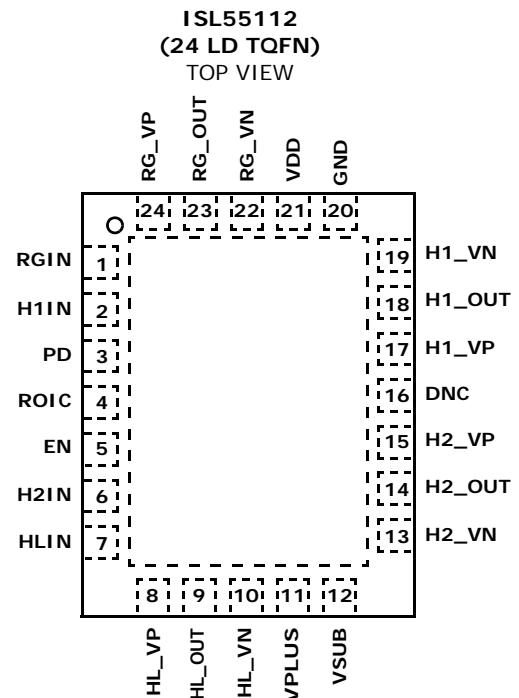 ISL55112
(24 LD TQFN)
TOP VIEW
RG_VP
RG_OUT
RG_VN
VDD
GND
24 23 22 21 20
RGIN 1
H1IN 2
PD 3
ROIC 4
EN 5
H2IN 6
HLIN 7
19 H1_VN
18 H1_OUT
17 H1_VP
16 DNC
15 H2_VP
14 H2_OUT
13 H2_VN
8 9 10 11 12
HL_VP
HL_OUT
HL_VN
VPLUS
VSUB